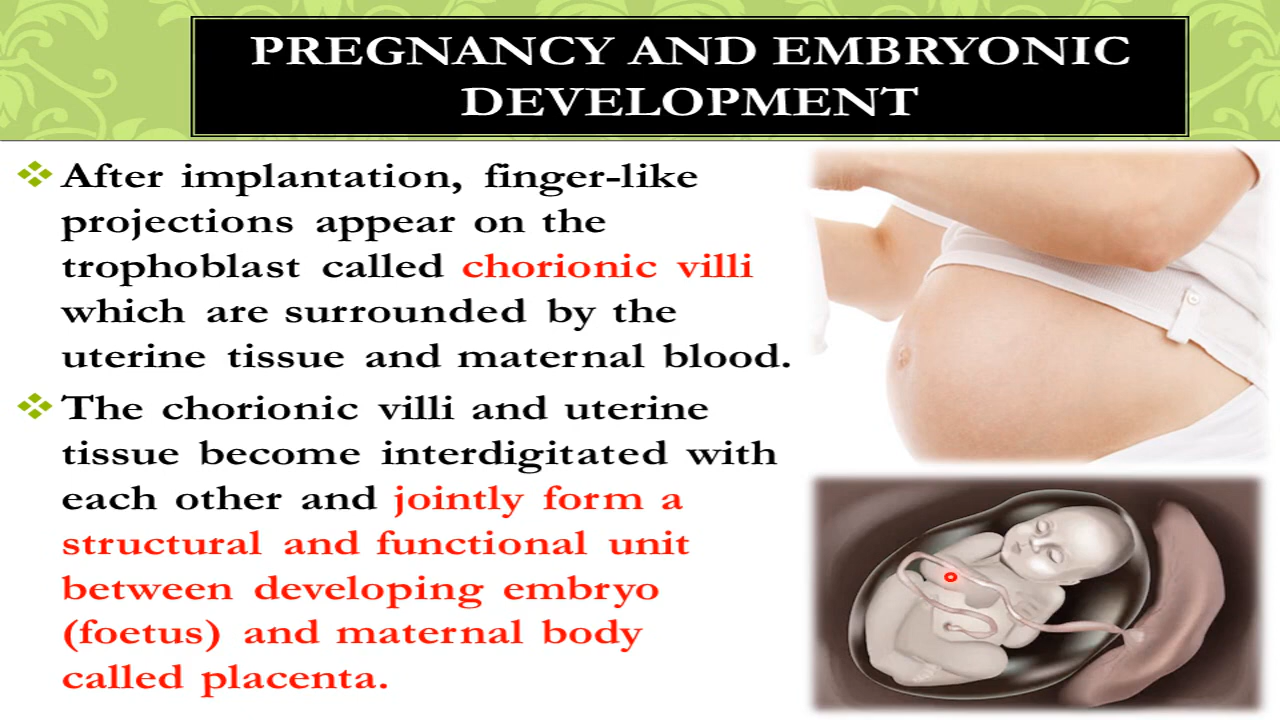 PREGNANCY AND EMBRYONIC
DEVELOPMENT
After implantation, finger-like
projections appear on the
trophoblast called chorionic villi
which are surrounded by the
uterine tissue and maternal blood.
The chorionic villi and uterine
tissue become interdigitated with
each other and jointly form a
structural and functional unit
between developing embryo
(foetus) and maternal body
called placenta.